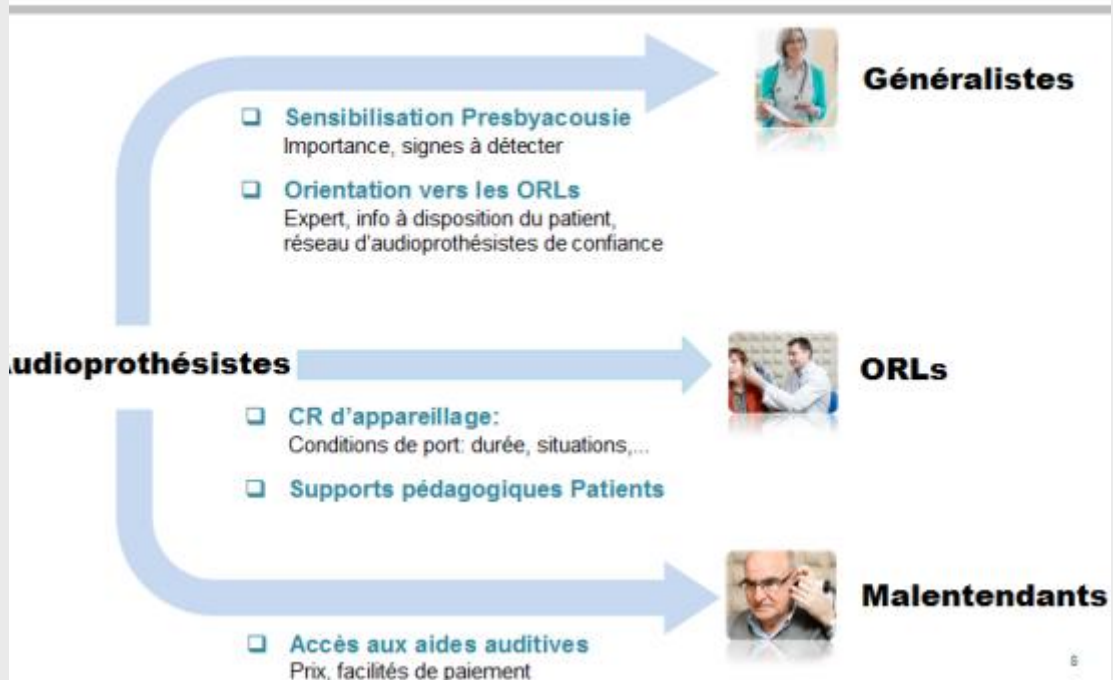 Généralistes
Sensibilisation Presbyacousie
Importance, signes à détecter
Orientation vers les ORLs
Expert, info à disposition du patient,
réseau d'audioprothésistes de confiance
udioprothésistes
ORLs
CR d'appareillage:
Conditions de port: durée, situations,...
Supports pédagogiques Patients
Malentendants
Accès aux aides auditives
Prix, facilités de paiement